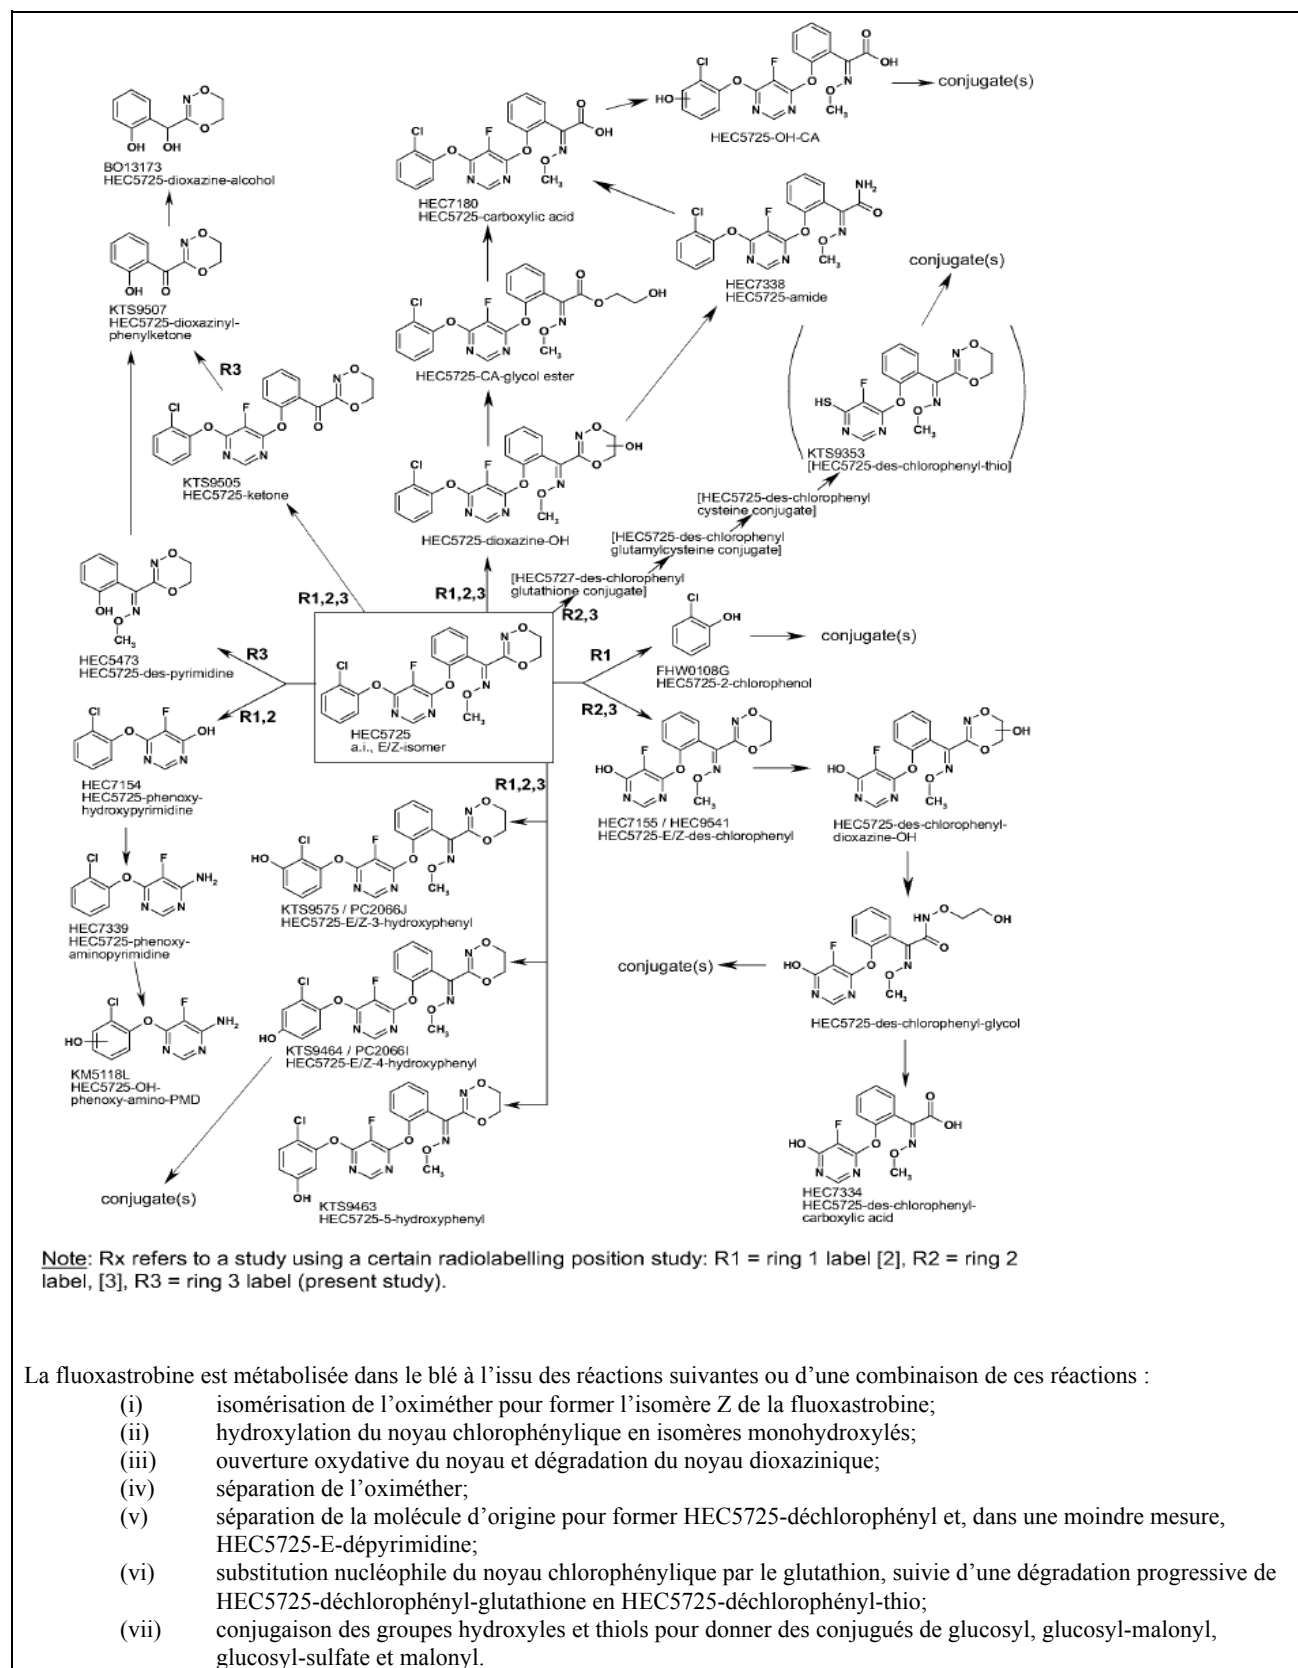 HEC5725-OH-CA
conjugate(s)
BO13173
HEC5725-dioxazine-alcohol
HEC7180
HEC5725-carboxylic acid
HEC7338
HEC5725-amide
conjugate(s)
KTS9507
HEC5725-dioxazinyl-
phenylketone
R3
HEC5725-CA-glycol ester
KTS9353
[HEC5725-des-chlorophenyl-thio]
KTS9505
HEC5725-ketone
[HEC5725-des-chlorophenyl
cysteine conjugate]
HEC5725-dioxazine-OH
[HEC5725-des-chlorophenyl
glutamylcysteine conjugate]
[HEC5727-des-chlorophenyl
glutathione conjugate]
R1,2,3
R1,2,3
R2,3
HEC5473
HEC5725-des-pyrimidine
R3
R1,2
HEC5725
a.i., E/Z-isomer
R1
FHW0108G
HEC5725-2-chlorophenol
conjugate(s)
R2,3
HEC7154
HEC5725-phenoxy-
hydroxypyrimidine
R1,2,3
HEC7155 / HEC9541
HEC5725-E/Z-des-chlorophenyl
HEC5725-des-chlorophenyl-
dioxazine-OH
KTS9575 / PC2066J
HEC5725-E/Z-3-hydroxyphenyl
HEC7339
HEC5725-phenoxy-
aminopyrimidine
conjugate(s)
HEC5725-des-chlorophenyl-glycol
KTS9464 / PC2066I
HEC5725-E/Z-4-hydroxyphenyl
KM5118L
HEC5725-OH-
phenoxy-amino-PMD
conjugate(s)
KTS9463
HEC5725-5-hydroxyphenyl
HEC7334
HEC5725-des-chlorophenyl-
carboxylic acid
Note: Rx refers to a study using a certain radiolabelling position study: R1 = ring 1 label [2], R2 = ring 2
label, [3], R3 = ring 3 label (present study).
La fluoxastrobine est métabolisée dans le blé à l’issu des réactions suivantes ou d’une combinaison de ces réactions :
(i) isomérisation de l’oximéther pour former l’isomère Z de la fluoxastrobine;
(ii) hydroxylation du noyau chlorophénylique en isomères monohydroxylés;
(iii) ouverture oxydative du noyau et dégradation du noyau dioxazinique;
(iv) séparation de l’oximéther;
(v) séparation de la molécule d’origine pour former HEC5725-déchlorophényl et, dans une moindre mesure,
HEC5725-E-dépyrimidine;
(vi) substitution nucléophile du noyau chlorophénylique par le glutathion, suivie d’une dégradation progressive de
HEC5725-déchlorophényl-glutathione en HEC5725-déchlorophényl-thio;
(vii) conjugaison des groupes hydroxyles et thiols pour donner des conjugués de glucosyl, glucosyl-malonyl,
glucosyl-sulfate et malonyl.